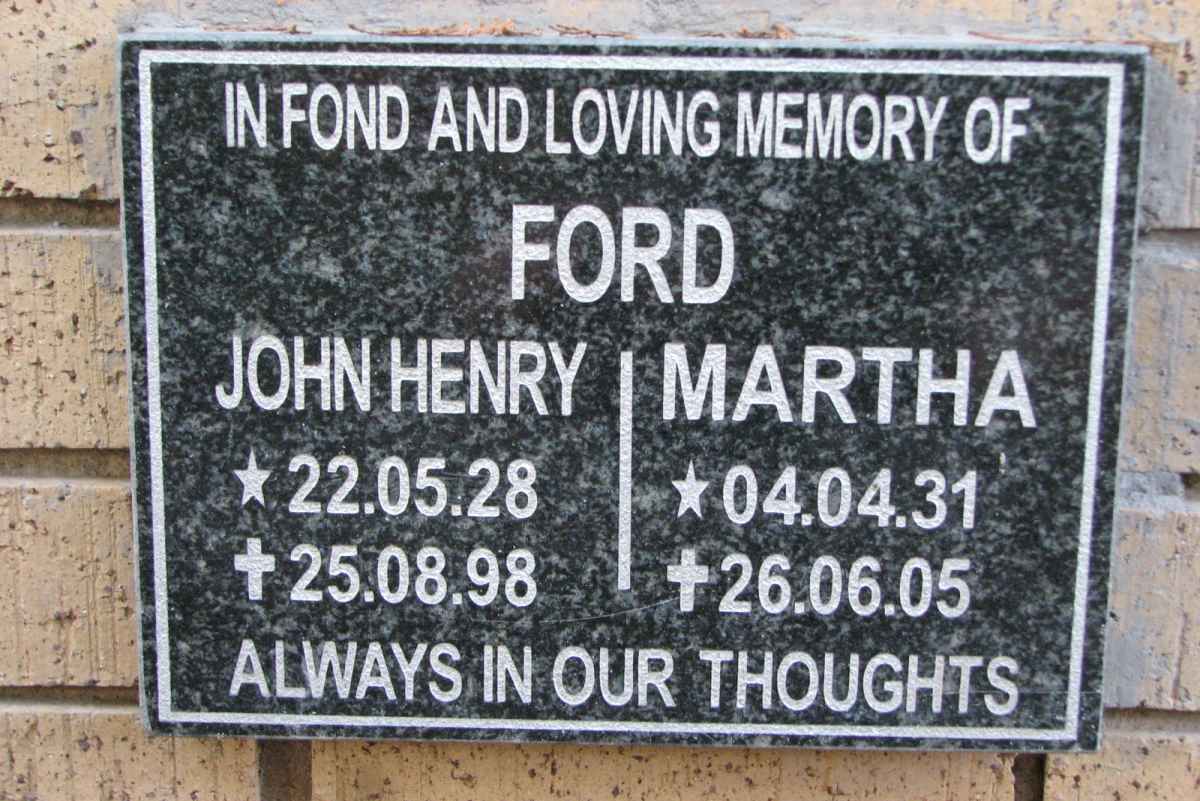 IN FOND AND LOVING MEMORY OF
FORD
JOHN HENRY
★ 22.05.28
✝ 25.08.98
MARTHA
★ 04.04.31
✝ 26.06.05
ALWAYS IN OUR THOUGHTS